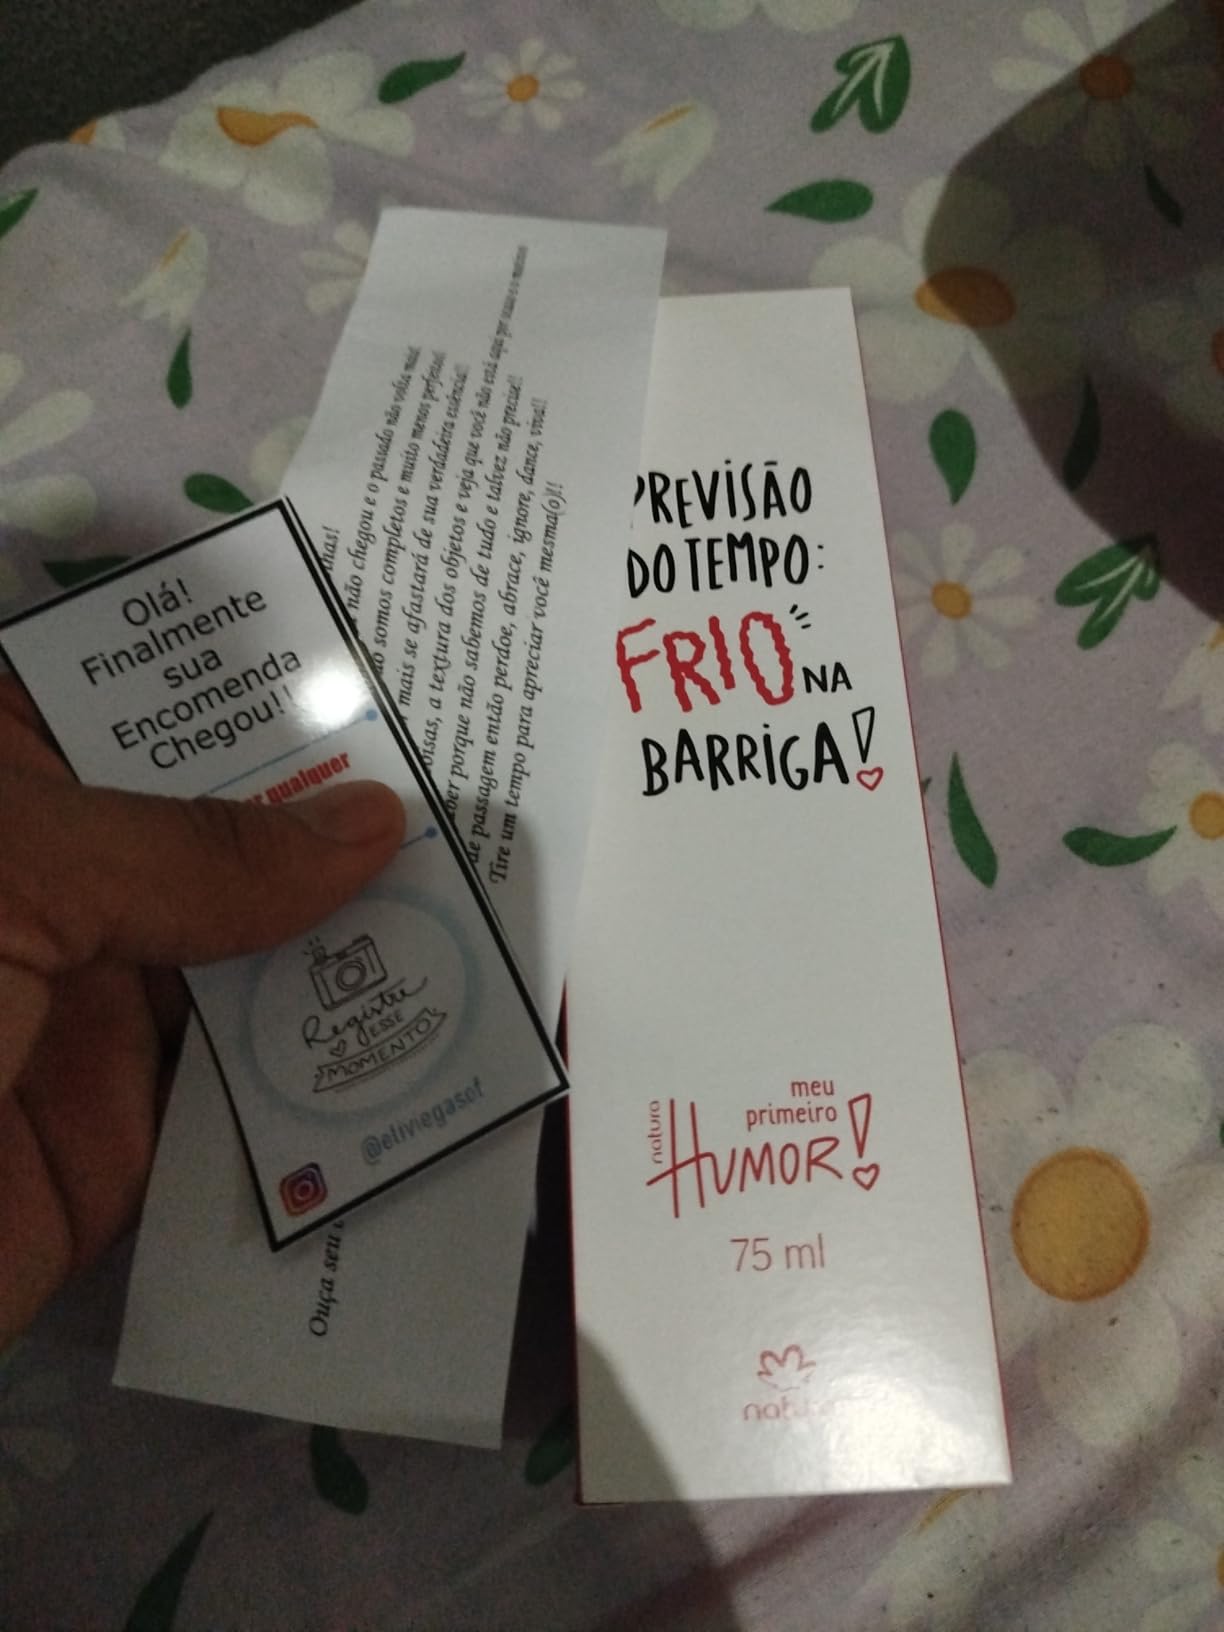 Olá!
Finalmente
sua
Encomenda
Chegou!!
qualquer
Registre
ESSE
MOMENTO
@etiviegasof
não chegou e o passado não volta mais!
somos completos e muito menos perfeitos!
mais se afastará de sua verdadeira essência!!
a textura dos objetos e veja que você não está aqui por
porque não sabemos de tudo e talvez não precise!!
de passagem então perdoe, abrace, ignore, dance, viva!!
Tire um tempo para apreciar você mesma(o)!!
Ouça seu
PREVISÃO
DO TEMPO:
FRIO NA
BARRIGA!
meu
primeiro
natura
HUMOR!
75 ml
natura